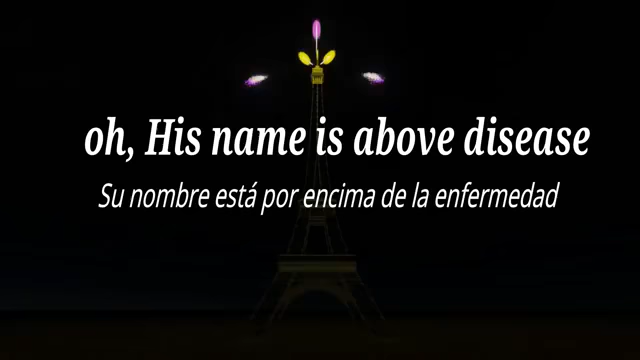 oh, His name is above disease
Su nombre está por encima de la enfermedad